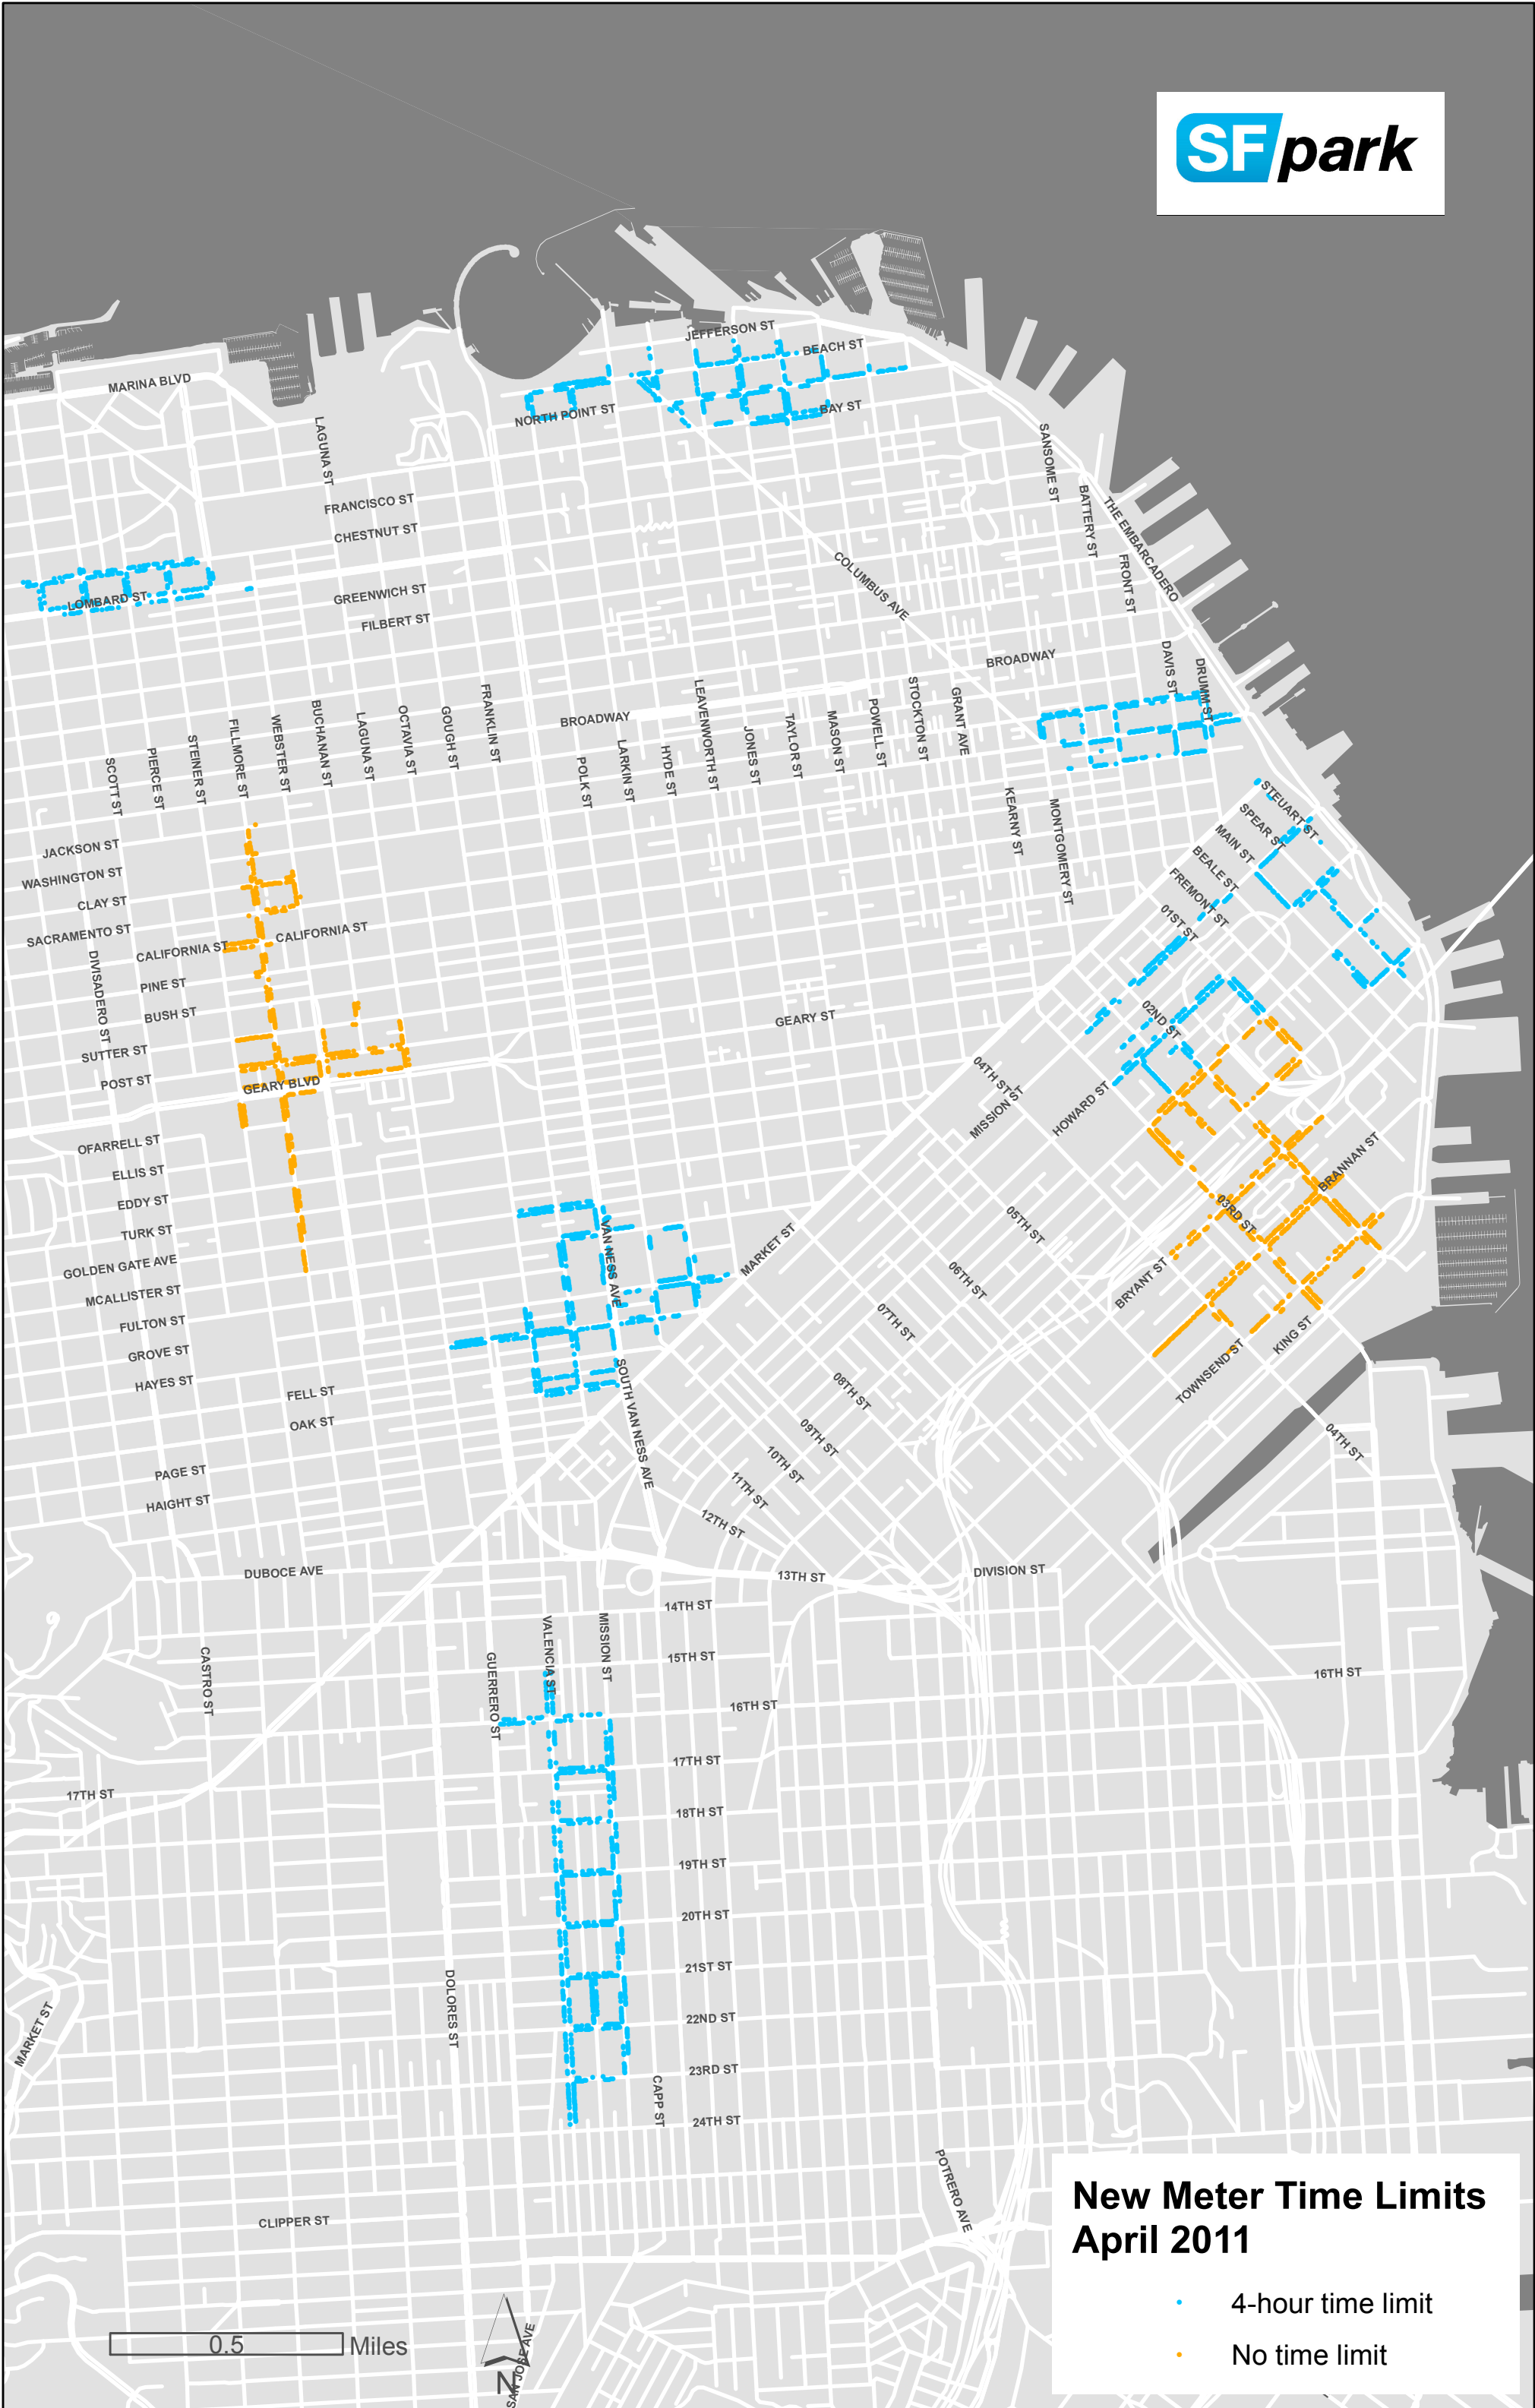 SFpark
JEFFERSON ST
BEACH ST
MARINA BLVD
NORTH POINT ST
BAY ST
LAGUNA ST
SANSOME ST
FRANCISCO ST
BATTERY ST
THE EMBARCADERO
CHESTNUT ST
COLUMBUS AVE
FRONT ST
LOMBARD ST
GREENWICH ST
FILBERT ST
BROADWAY
DAVIS ST
DRUMM ST
BROADWAY
FRANKLIN ST
GOUGH ST
OCTAVIA ST
LAGUNA ST
BUCHANAN ST
WEBSTER ST
FILLMORE ST
STEINER ST
PIERCE ST
SCOTT ST
POLK ST
LARKIN ST
HYDE ST
LEAVENWORTH ST
JONES ST
TAYLOR ST
MASON ST
POWELL ST
STOCKTON ST
GRANT AVE
KEARNY ST
MONTGOMERY ST
STEUART ST
SPEAR ST
MAIN ST
BEALE ST
FREMONT ST
01ST ST
JACKSON ST
WASHINGTON ST
CLAY ST
SACRAMENTO ST
CALIFORNIA ST
CALIFORNIA ST
DIVISADERO ST
PINE ST
BUSH ST
GEARY ST
02ND ST
SUTTER ST
POST ST
GEARY BLVD
04TH ST
MISSION ST
HOWARD ST
OFARRELL ST
ELLIS ST
EDDY ST
TURK ST
GOLDEN GATE AVE
MCALLISTER ST
FULTON ST
GROVE ST
HAYES ST
FELL ST
OAK ST
PAGE ST
HAIGHT ST
VAN NESS AVE
MARKET ST
BRANNAN ST
03RD ST
05TH ST
BRYANT ST
06TH ST
07TH ST
KING ST
TOWNSEND ST
08TH ST
SOUTH VAN NESS AVE
09TH ST
10TH ST
11TH ST
12TH ST
04TH ST
DUBOCE AVE
13TH ST
DIVISION ST
14TH ST
VALENCIA ST
MISSION ST
GUERRERO ST
CASTRO ST
15TH ST
16TH ST
16TH ST
17TH ST
17TH ST
18TH ST
19TH ST
20TH ST
21ST ST
DOLORES ST
22ND ST
MARKET ST
23RD ST
CAPP ST
24TH ST
POTRERO AVE
CLIPPER ST
SAN JOSE AVE
0.5 Miles
N
New Meter Time Limits
April 2011
4-hour time limit
No time limit